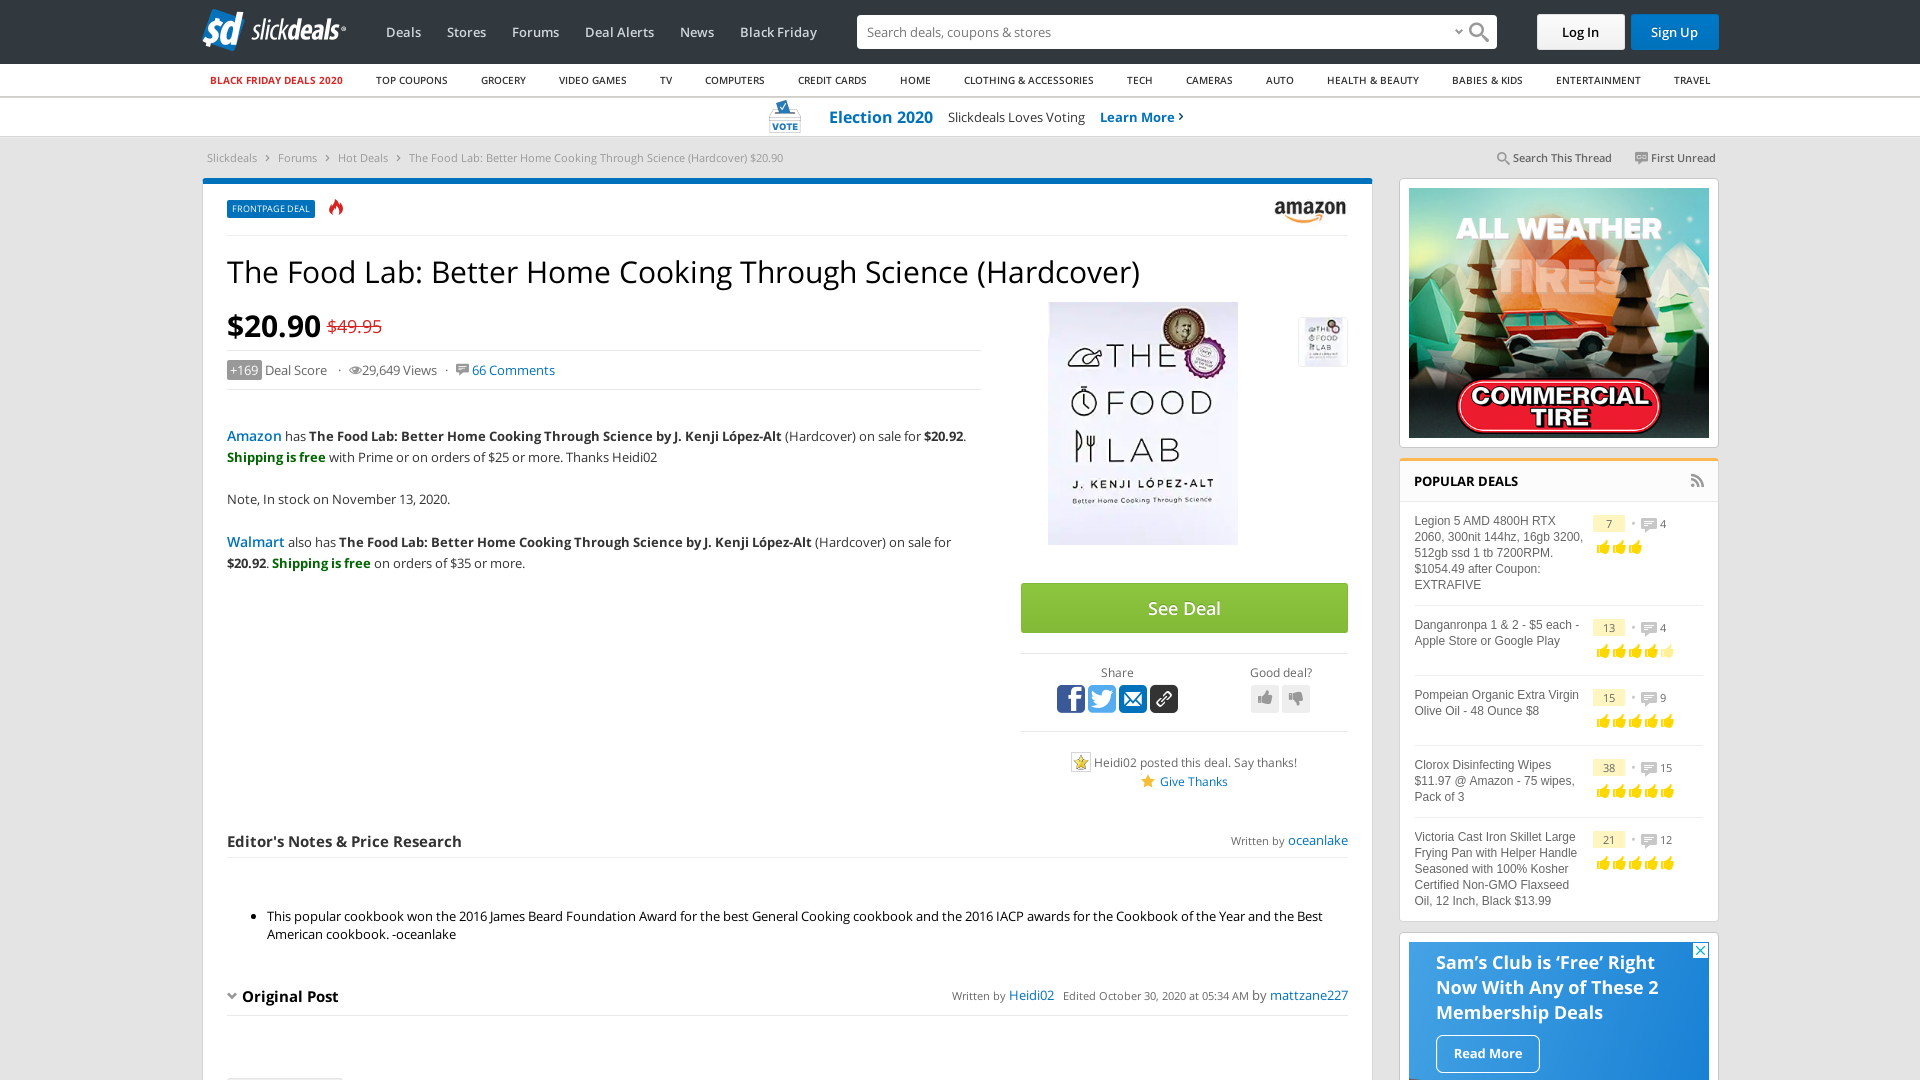 slickdeals
Deals
Stores
Forums
Deal Alerts
News
Black Friday
Search deals, coupons & stores
Log In
Sign Up
BLACK FRIDAY DEALS 2020
TOP COUPONS
GROCERY
VIDEO GAMES
TV
COMPUTERS
CREDIT CARDS
HOME
CLOTHING & ACCESSORIES
TECH
CAMERAS
AUTO
HEALTH & BEAUTY
BABIES & KIDS
ENTERTAINMENT
TRAVEL
VOTE
Election 2020
Slickdeals Loves Voting
Learn More
Slickdeals
Forums
Hot Deals
The Food Lab: Better Home Cooking Through Science (Hardcover) $20.90
Search This Thread
First Unread
FRONTPAGE DEAL
amazon
The Food Lab: Better Home Cooking Through Science (Hardcover)
$20.90 $49.95
+169 Deal Score · 29,649 Views · 66 Comments
Amazon has The Food Lab: Better Home Cooking Through Science by J. Kenji López-Alt (Hardcover) on sale for $20.92.
Shipping is free with Prime or on orders of $25 or more. Thanks Heidi02
Note, In stock on November 13, 2020.
Walmart also has The Food Lab: Better Home Cooking Through Science by J. Kenji López-Alt (Hardcover) on sale for
$20.92. Shipping is free on orders of $35 or more.
THE
FOOD
LAB
J. KENJI LÓPEZ-ALT
Better Home Cooking Through Science
THE
FOOD
LAB
See Deal
Share
Good deal?
Heidi02 posted this deal. Say thanks!
Give Thanks
Editor's Notes & Price Research
Written by oceanlake
This popular cookbook won the 2016 James Beard Foundation Award for the best General Cooking cookbook and the 2016 IACP awards for the Cookbook of the Year and the Best
American cookbook. -oceanlake
Original Post
Written by Heidi02 Edited October 30, 2020 at 05:34 AM by mattzane227
ALL WEATHER
TIRES
COMMERCIAL
TIRE
POPULAR DEALS
Legion 5 AMD 4800H RTX
2060, 300nit 144hz, 16gb 3200,
512gb ssd 1 tb 7200RPM.
$1054.49 after Coupon:
EXTRAFIVE
7
4
Danganronpa 1 & 2 - $5 each -
Apple Store or Google Play
13
4
Pompeian Organic Extra Virgin
Olive Oil - 48 Ounce $8
15
9
Clorox Disinfecting Wipes
$11.97 @ Amazon - 75 wipes,
Pack of 3
38
15
Victoria Cast Iron Skillet Large
Frying Pan with Helper Handle
Seasoned with 100% Kosher
Certified Non-GMO Flaxseed
Oil, 12 Inch, Black $13.99
21
12
Sam's Club is 'Free' Right
Now With Any of These 2
Membership Deals
Read More